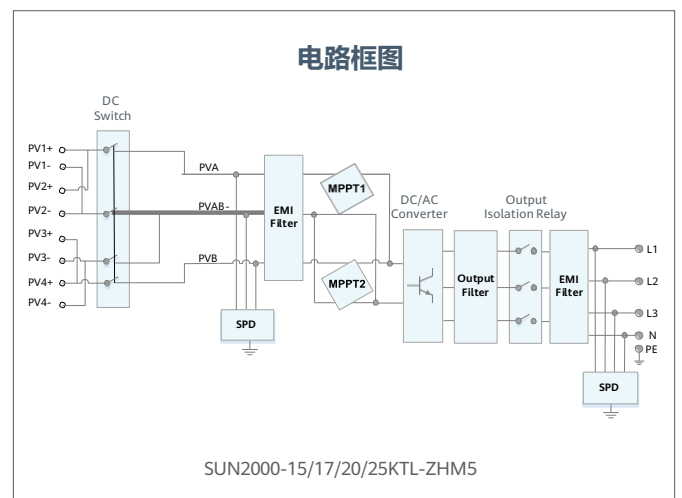 电路框图
DC
Switch
PV1+
PV1-
PV2+
PV2-
PV3+
PV3-
PV4+
PV4-
PVA
PVAB-
PVB
EMI
Filter
SPD
MPPT1
MPPT2
DC/AC
Converter
Output
Filter
Output
Isolation Relay
EMI
Filter
L1
L2
L3
N
PE
SPD
SUN2000-15/17/20/25KTL-ZHM5